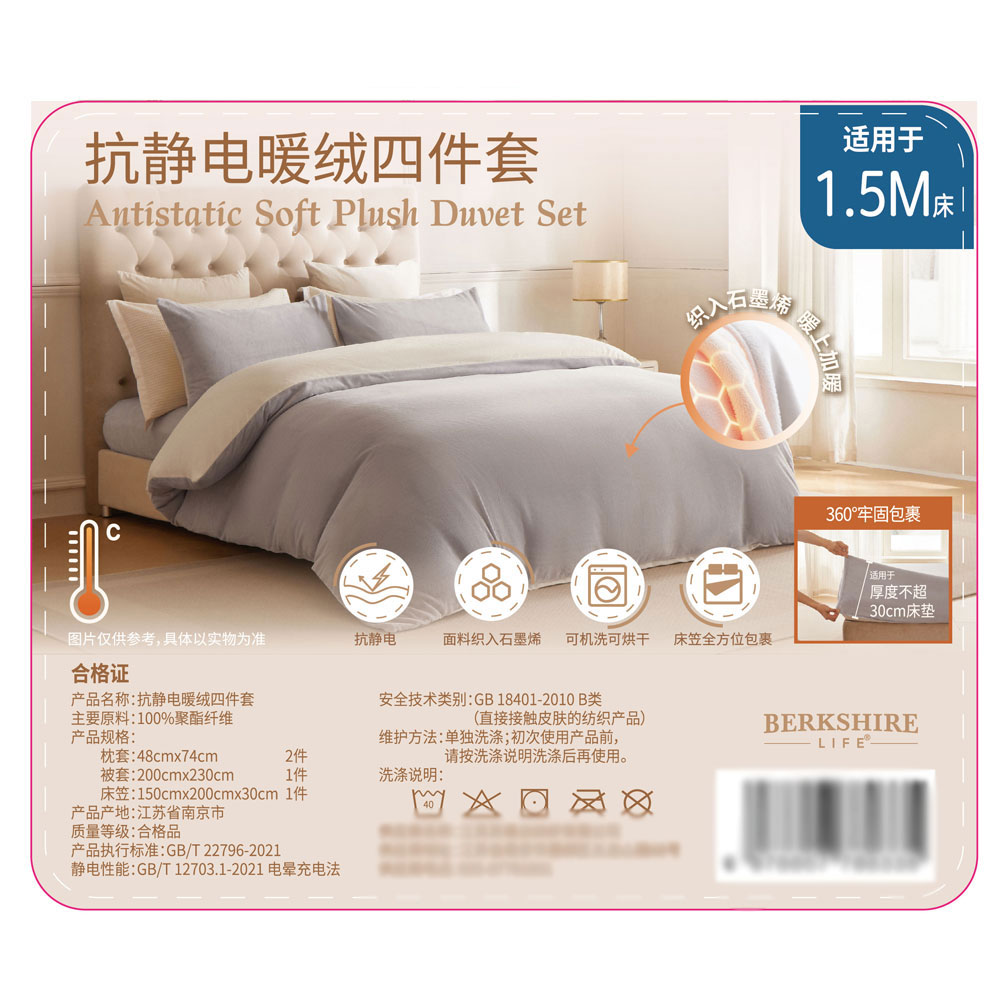 抗静电暖绒四件套
Antistatic Soft Plush Duvet Set
适用于
1.5M床
织入石墨烯 暖上加暖
360°牢固包裹
适用于
厚度不超
30cm床垫
C
图片仅供参考,具体以实物为准
抗静电
面料织入石墨烯
可机洗可烘干
床笠全方位包裹
合格证
产品名称:抗静电暖绒四件套
主要原料:100%聚酯纤维
产品规格:
枕套:48cmx74cm 2件
被套:200cmx230cm 1件
床笠:150cmx200cmx30cm 1件
产品产地:江苏省南京市
质量等级:合格品
产品执行标准:GB/T 22796-2021
静电性能:GB/T 12703.1-2021 电晕充电法
安全技术类别:GB 18401-2010 B类
(直接接触皮肤的纺织产品)
维护方法:单独洗涤;初次使用产品前,
请按洗涤说明洗涤后再使用。
洗涤说明:
40
BERKSHIRE
LIFE®